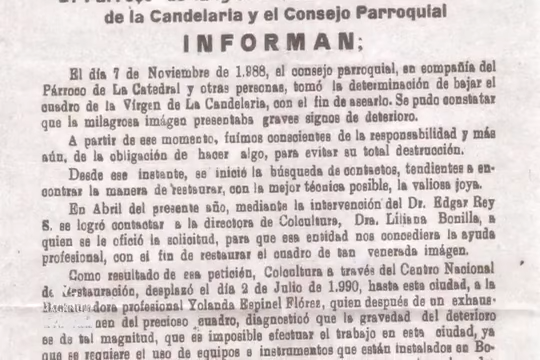 de la Candelaria y el Consejo Parroquial
INFORMAN;
El día 7 de Noviembre de 1.988, el consejo parroquial, en compañía del
Párroco de La Catedral y otras personas, tomó la determinación de bajar el
cuadro de la Vírgen de La Candelaria, con el fin de asearlo. Se pudo constatar
que la milagrosa imágen presentaba graves signos de deterioro.
A partir de ese momento, fuímos conscientes de la responsabilidad y más
aún, de la obligación de hacer algo, para evitar su total destrucción.
Desde ese instante, se inició la búsqueda de contactos, tendientes a en-
contrar la manera de restaurar, con la mejor técnica posible, la valiosa joya.
En Abril del presente año, mediante la intervención del Dr. Edgar Rey
S. se logró contactar a la directora de Colcultura, Dra. Liliana Bonilla, a
quien se le ofició la solicitud, para que esa entidad nos concediera la ayuda
profesional, con el fin de restaurar el cuadro de tan venerada imágen.
Como resultado de esa petición, Colcultura a través del Centro Nacional
de Restauración, desplazó el día 2 de Julio de 1.990, hasta esta ciudad, a la
profesional Yolanda Espinel Flórez, quien después de un exhaus-
del precioso cuadro, diagnosticó que la gravedad del deterioro
es de tal magnitud, que es imposible efectuar el trabajo en esta ciudad, ya
que se requiere el uso de equipos e instrumentos que están instalados en Bo-